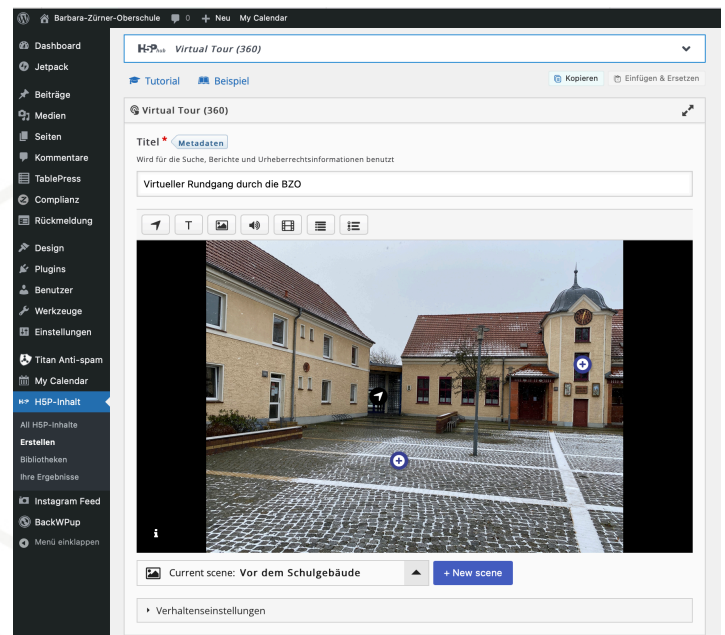 Barbara-Zürner-Oberschule 0 + Neu My Calendar
Dashboard
Jetpack
Beiträge
Medien
Seiten
Kommentare
TablePress
Complianz
Rückmeldung
Design
Plugins
Benutzer
Werkzeuge
Einstellungen
Titan Anti-spam
My Calendar
H5P H5P-Inhalt
All H5P-Inhalte
Erstellen
Bibliotheken
Ihre Ergebnisse
Instagram Feed
BackWPup
Menü einklappen
H5P hub Virtual Tour (360)
Tutorial Beispiel Kopieren Einfügen & Ersetzen
Virtual Tour (360)
Titel * Metadaten
Wird für die Suche, Berichte und Urheberrechtsinformationen benutzt
Virtueller Rundgang durch die BZO
T
i
Current scene: Vor dem Schulgebäude + New scene
Verhaltenseinstellungen